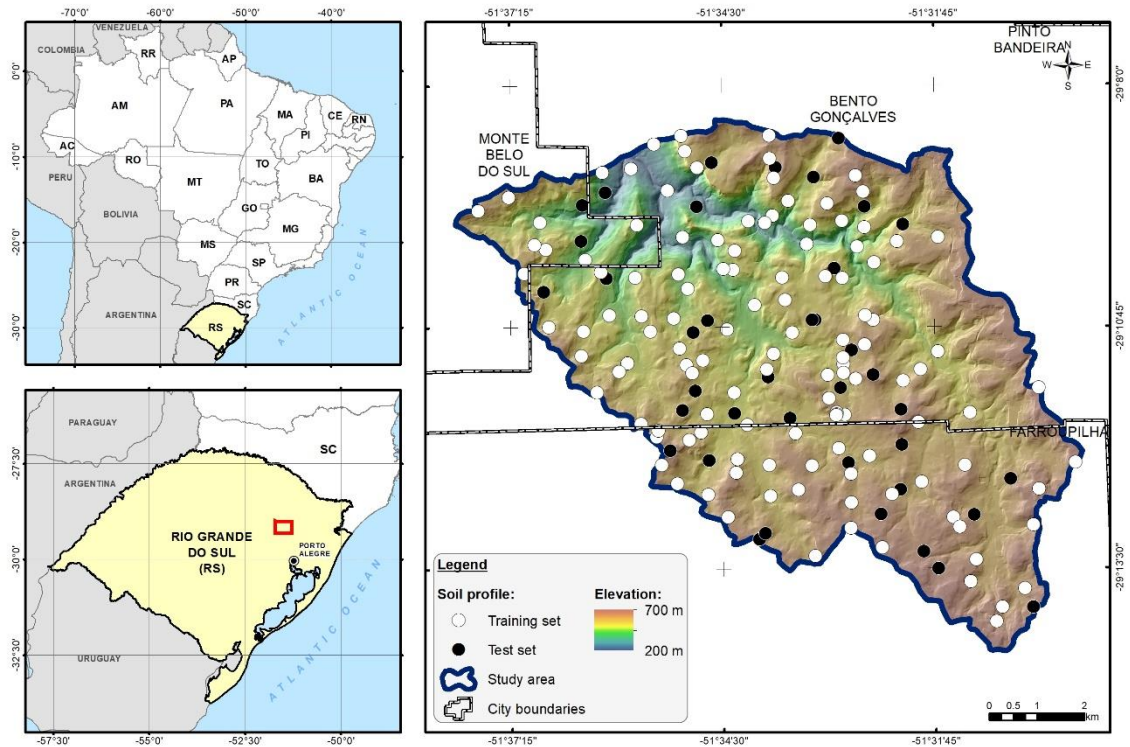 -70°0'
-60°0'
-50°0'
-40°0'
VENEZUELA
COLOMBIA
RR
AP
0°0'
AM
PA
MA
CE
RN
PI
AC
RO
TO
-10°0'
PERU
MT
BA
BOLIVIA
GO
MG
MS
-20°0'
SP
PR
SC
ARGENTINA
RS
-30°0'
ATLANTIC OCEAN
PARAGUAY
SC
-27°30'
ARGENTINA
RIO GRANDE
DO SUL
(RS)
PORTO
ALEGRE
-30°0'
-32°30'
URUGUAY
ATLANTIC OCEAN
-57°30'
-55°0'
-52°30'
-50°0'
-51°37'15"
-51°34'30"
-51°31'45"
PINTO
BANDEIRA
N
W E
S
-29°8'0"
BENTO
GONÇALVES
MONTE
BELO
DO SUL
-29°10'45"
FARROUPILHA
-29°13'30"
Legend
Soil profile:
Training set
Test set
Study area
City boundaries
Elevation:
700 m
200 m
0 0.5 1 2
km
-51°37'15"
-51°34'30"
-51°31'45"